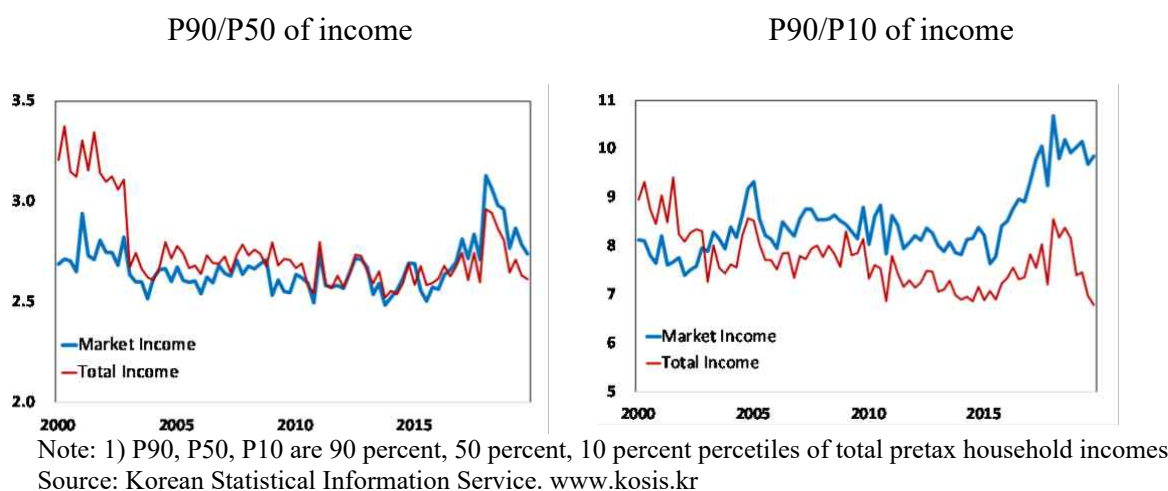 P90/P50 of income
3.5
3.0
2.5
2.0
Market Income
Total Income
2000 2005 2010 2015
P90/P10 of income
11
10
9
8
7
6
5
Market Income
Total Income
2000 2005 2010 2015
Note: 1) P90, P50, P10 are 90 percent, 50 percent, 10 percent percetiles of total pretax household incomes
Source: Korean Statistical Information Service. www.kosis.kr